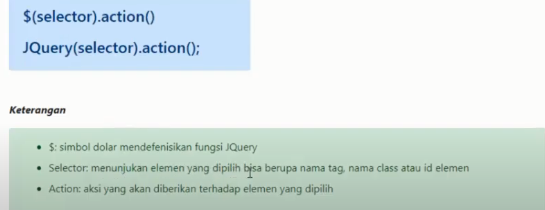 $(selector).action()
JQuery(selector).action();
Keterangan
• $: simbol dolar mendefenisikan fungsi JQuery
• Selector: menunjukan elemen yang dipilih bisa berupa nama tag, nama class atau id elemen
• Action: aksi yang akan diberikan terhadap elemen yang dipilih